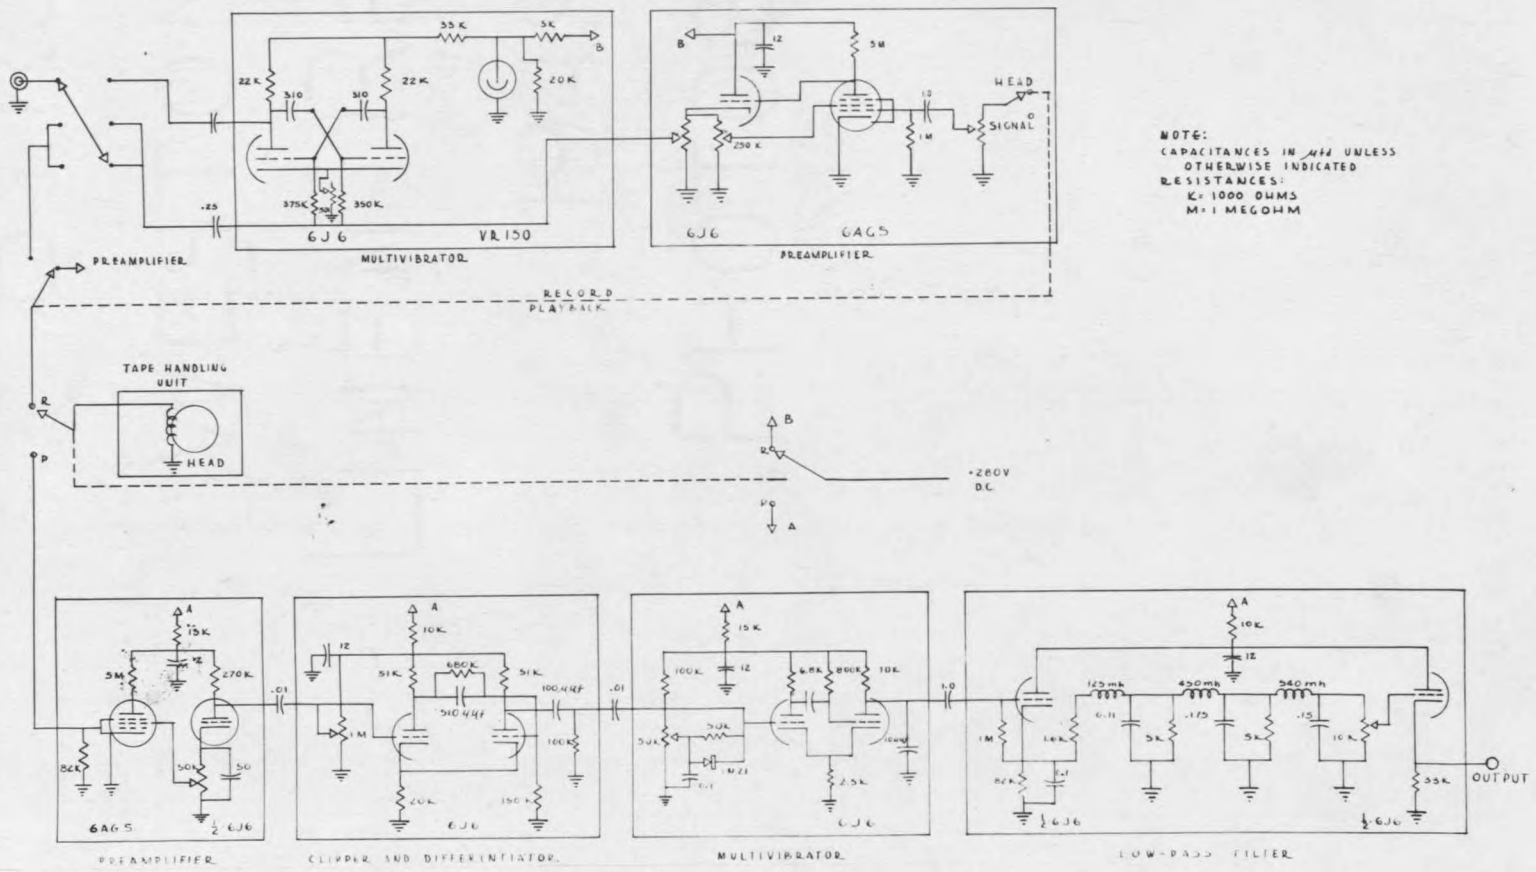 33K
5K
B
22K
310
310
22K
20K
375K
350K
6J6
VR150
MULTIVIBRATOR
.25
B
12
5M
HEAD
SIGNAL
1.0
1M
250K
6J6
6AG5
PREAMPLIFIER
NOTE:
CAPACITANCES IN μfd UNLESS
OTHERWISE INDICATED
RESISTANCES:
K=1000 OHMS
M=1 MEGOHM
PREAMPLIFIER
RECORD
PLAYBACK
TAPE HANDLING
UNIT
R
P
HEAD
B
R
P
A
+280V
D.C.
A
15K
12
5M
270K
82K
50K
50
6AG5
½-6J6
PREAMPLIFIER
.01
A
12
10K
51K
680K
51K
510μμf
100μμf
1M
100K
20K
150K
6J6
CLIPPER AND DIFFERENTIATOR
.01
A
15K
12
100K
6.8K
800K
10K
50K
50K
1N21
0.1
2.5K
6J6
MULTIVIBRATOR
1.0
A
10K
12
125mh
450mh
540mh
0.11
.175
.15
1M
5K
5K
10K
82K
33K
OUTPUT
½6J6
½-6J6
LOW-PASS FILTER